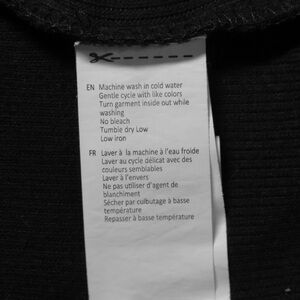 EN Machine wash in cold water
Gentle cycle with like colors
Turn garment inside out while
washing
No bleach
Tumble dry Low
Low iron
FR Laver à la machine à l'eau froide
Laver au cycle délicat avec des
couleurs semblables
Laver à l'envers
Ne pas utiliser d'agent de
blanchiment
Sécher par culbutage à basse
température
Repasser à basse température